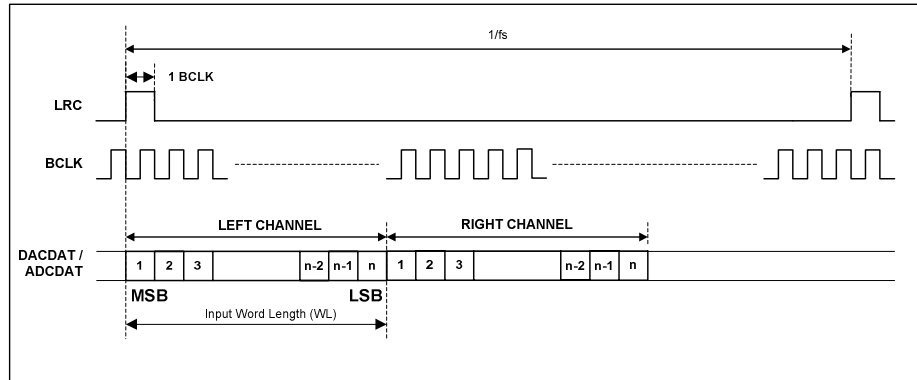 1/fs
1 BCLK
LRC
BCLK
LEFT CHANNEL RIGHT CHANNEL
DACDAT /
ADCDAT
1 2 3 n-2 n-1 n 1 2 3 n-2 n-1 n
MSB LSB
Input Word Length (WL)